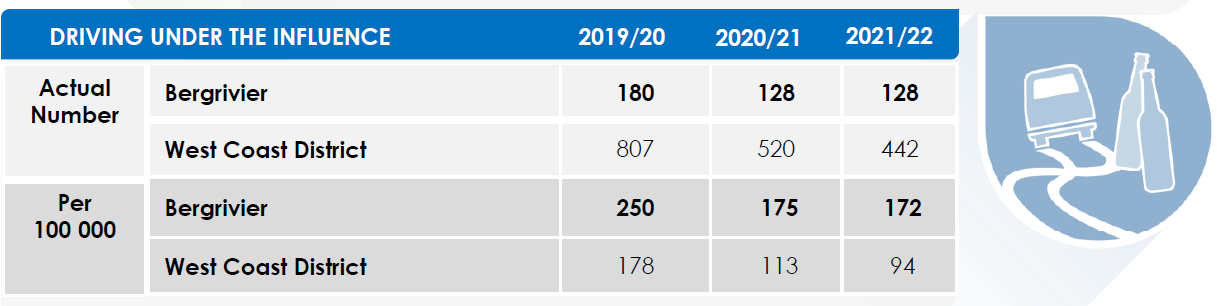 DRIVING UNDER THE INFLUENCE 2019/20 2020/21 2021/22
Actual Number Bergrivier 180 128 128
West Coast District 807 520 442
Per 100 000 Bergrivier 250 175 172
West Coast District 178 113 94